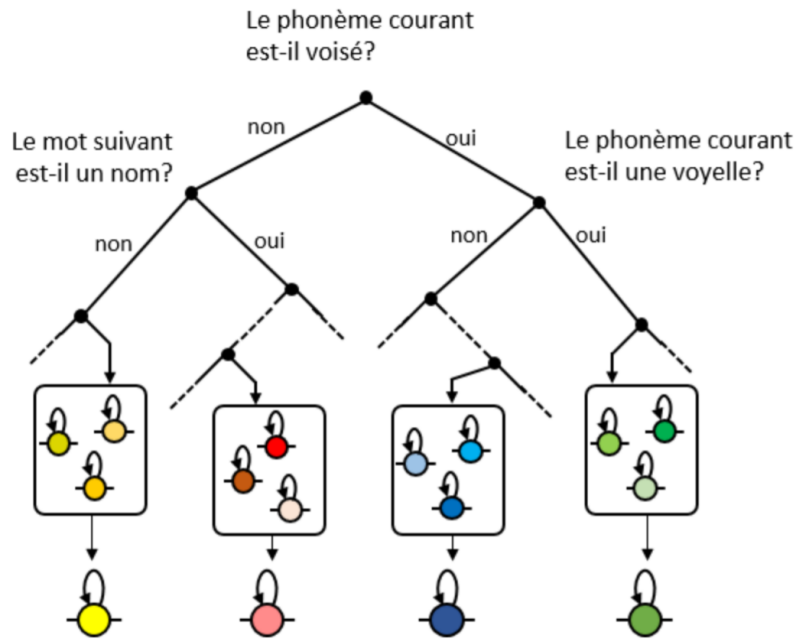 Le phonème courant
est-il voisé?
non
oui
Le mot suivant
est-il un nom?
Le phonème courant
est-il une voyelle?
non
oui
non
oui